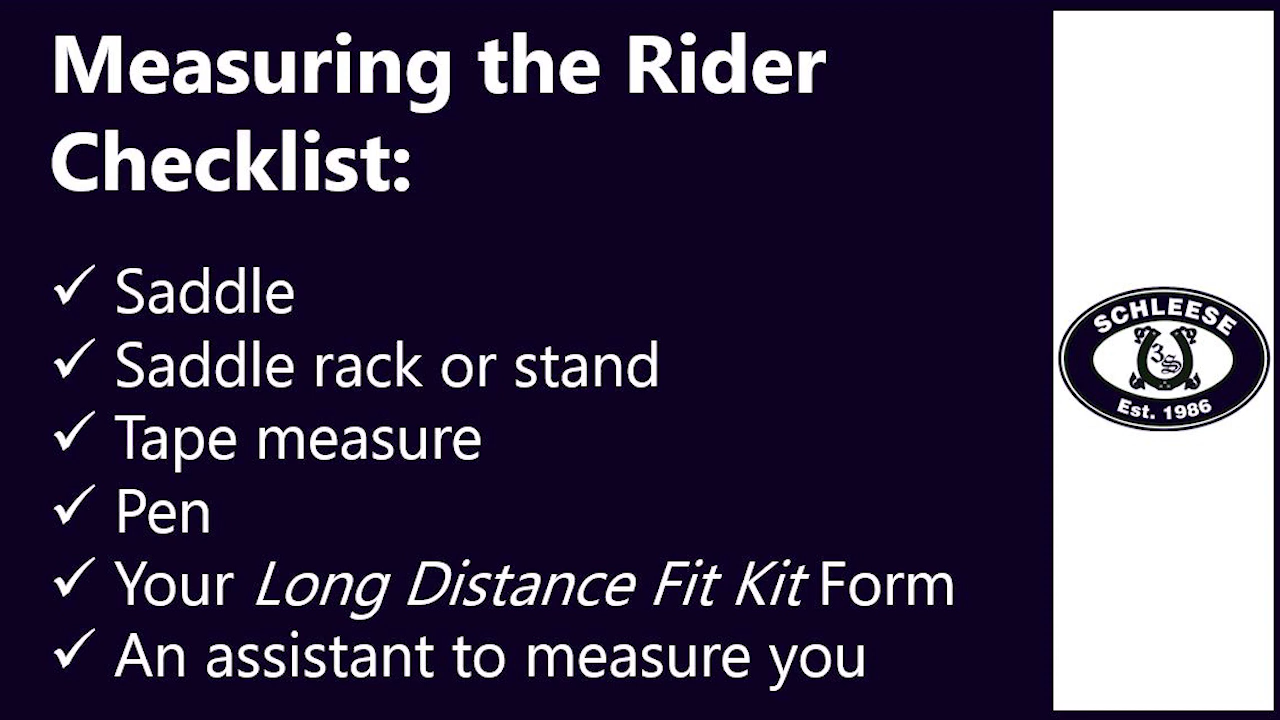 Measuring the Rider
Checklist:
✓ Saddle
✓ Saddle rack or stand
✓ Tape measure
✓ Pen
✓ Your Long Distance Fit Kit Form
✓ An assistant to measure you
SCHLEESE
3S
Est. 1986